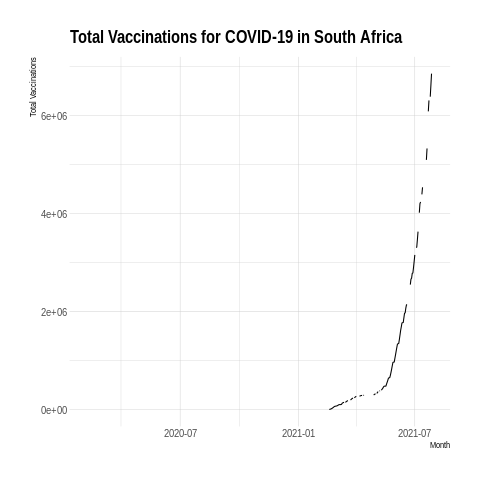 Total Vaccinations for COVID-19 in South Africa
Total Vaccinations
6e+06
4e+06
2e+06
0e+00
2020-07
2021-01
2021-07
Month